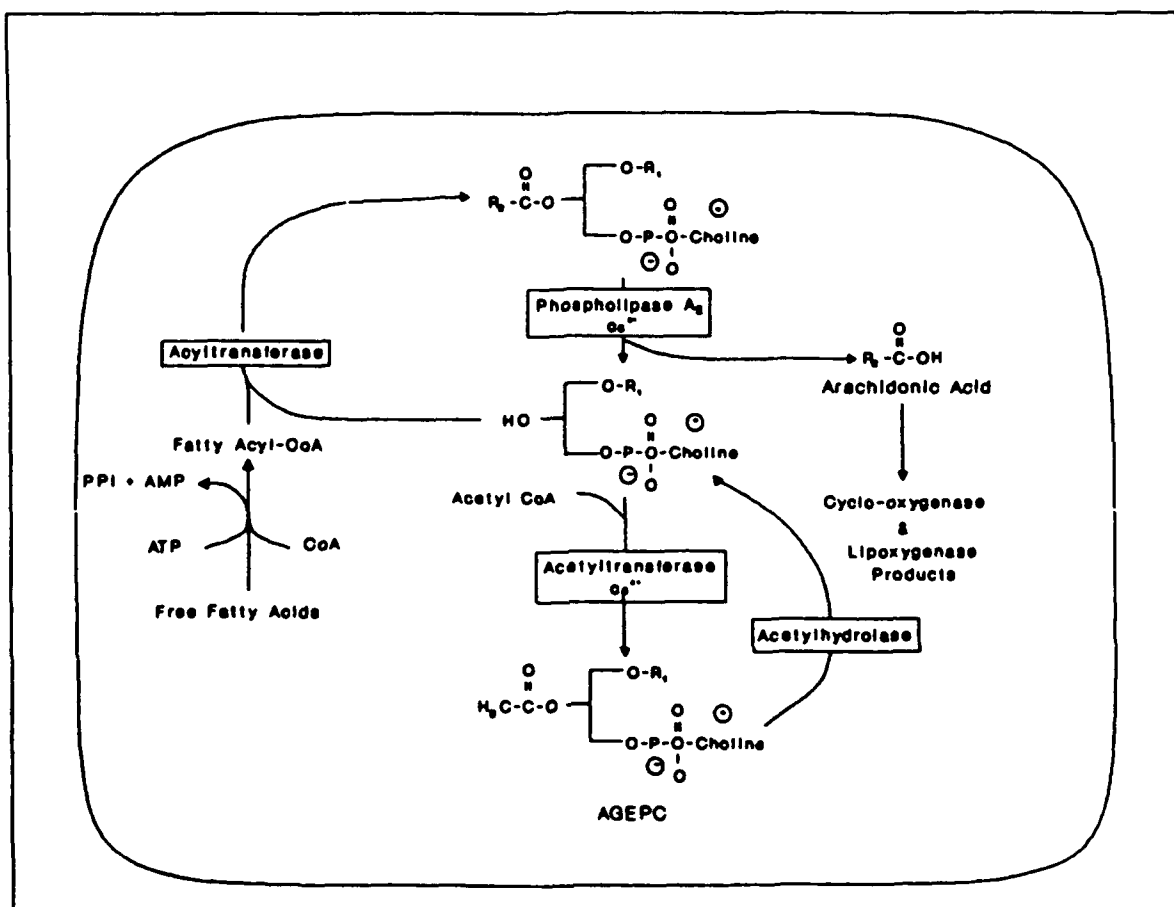 O
O-R₁
R₂-C-O
O
O-P-O-Choline
O
Phospholipase A₂
Ca⁺⁺
Acyltransferase
O
R₂-C-OH
Arachidonic Acid
O-R₁
HO
O
O-P-O-Choline
O
Fatty Acyl-CoA
PPi + AMP
Acetyl CoA
ATP
CoA
Cyclo-oxygenase
&
Lipoxygenase
Products
Acetyltransferase
Ca⁺⁺
Free Fatty Acids
Acetylhydrolase
O
O-R₁
H₃C-C-O
O
O-P-O-Choline
O
AGEPC